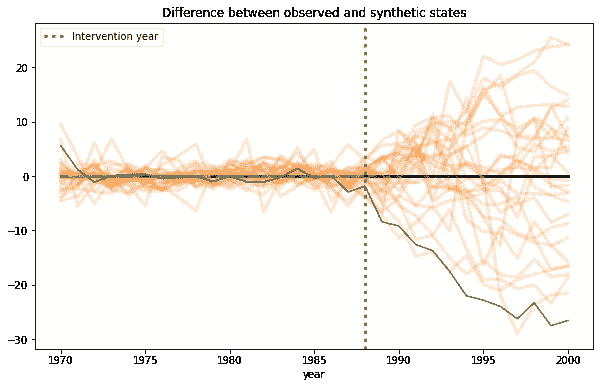 Difference between observed and synthetic states
Intervention year
20
10
0
−10
−20
−30
1970 1975 1980 1985 1990 1995 2000
year